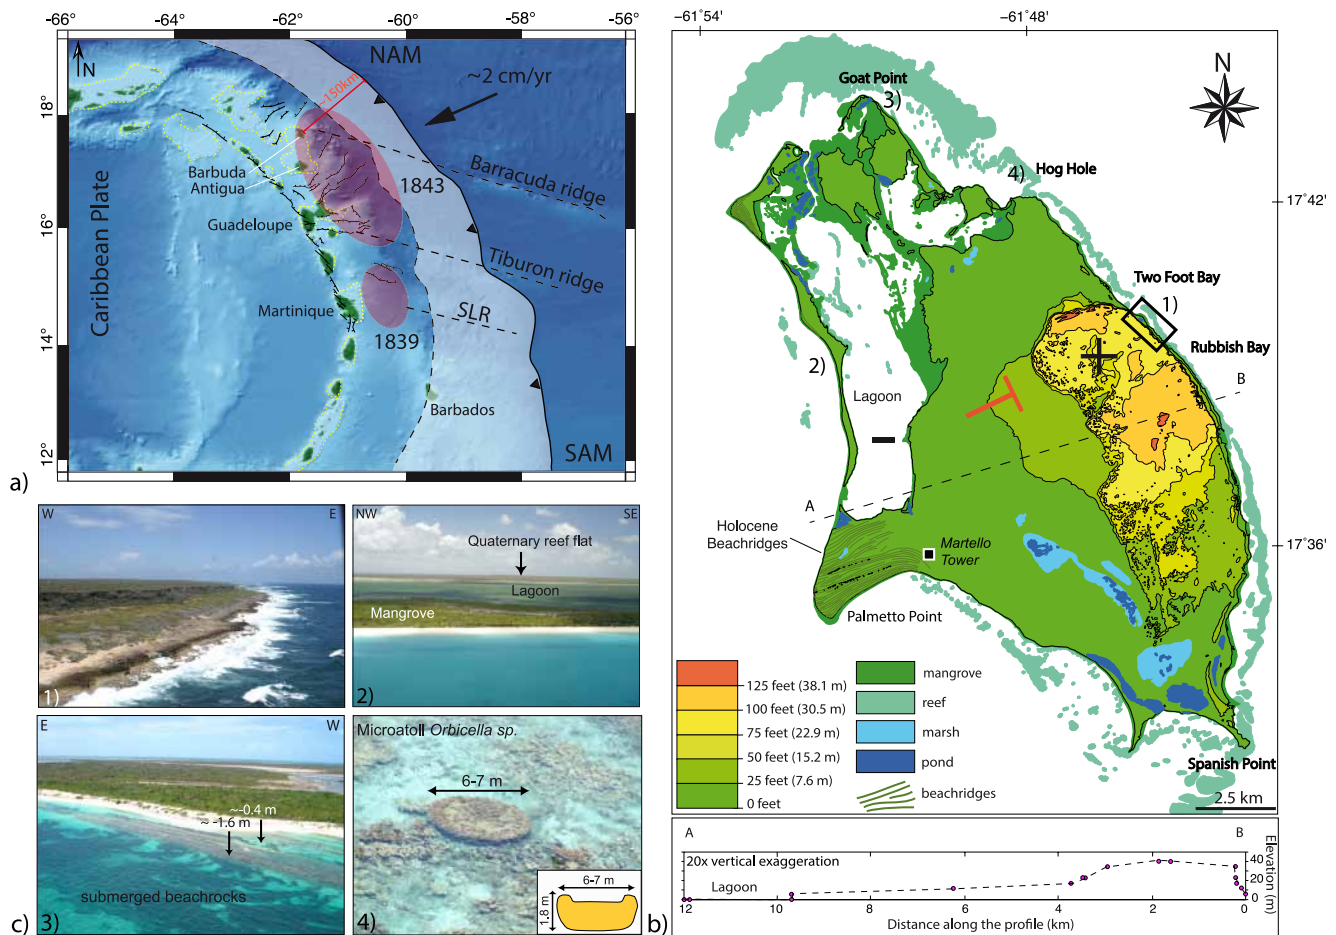 -66° -64° -62° -60° -58° -56°
18°
16°
14°
12°
N
NAM
~150km
~2 cm/yr
Caribbean Plate
Barbuda
Antigua
1843
Barracuda ridge
Guadeloupe
Tiburon ridge
Martinique
SLR
1839
Barbados
SAM
a)
W E
1)
NW SE
Quaternary reef flat
Lagoon
Mangrove
2)
E W
~-0.4 m
~ -1.6 m
submerged beachrocks
3)
Microatoll Orbicella sp.
6-7 m
6-7 m
1.8 m
4)
c)
-61°54' -61°48'
N
Goat Point
3)
4) Hog Hole
17°42'
Two Foot Bay
1)
Rubbish Bay
2)
B
Lagoon
A
Holocene
Beachridges
Martello
Tower
17°36'
Palmetto Point
125 feet (38.1 m)
100 feet (30.5 m)
75 feet (22.9 m)
50 feet (15.2 m)
25 feet (7.6 m)
0 feet
mangrove
reef
marsh
pond
beachridges
Spanish Point
2.5 km
A B
20x vertical exaggeration
Lagoon
40
20
0
Elevation (m)
12 10 8 6 4 2 0
Distance along the profile (km)
b)